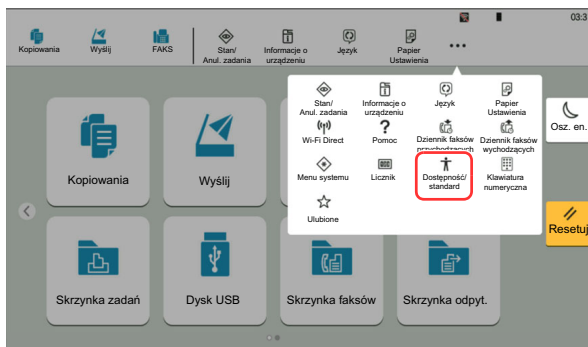 03:3
Kopiowania
Wyślij
FAKS
Stan/
Anul. zadania
Informacje o
urządzeniu
Język
Papier
Ustawienia
Stan/
Anul. zadania
Informacje o
urządzeniu
Język
Papier
Ustawienia
Wi-Fi Direct
Pomoc
Dziennik faksów
przychodzących
Dziennik faksów
wychodzących
Menu systemu
Licznik
Dostępność/
standard
Klawiatura
numeryczna
Ulubione
Osz. en.
Kopiowania
Wyślij
Resetuj
Skrzynka zadań
Dysk USB
Skrzynka faksów
Skrzynka odpyt.